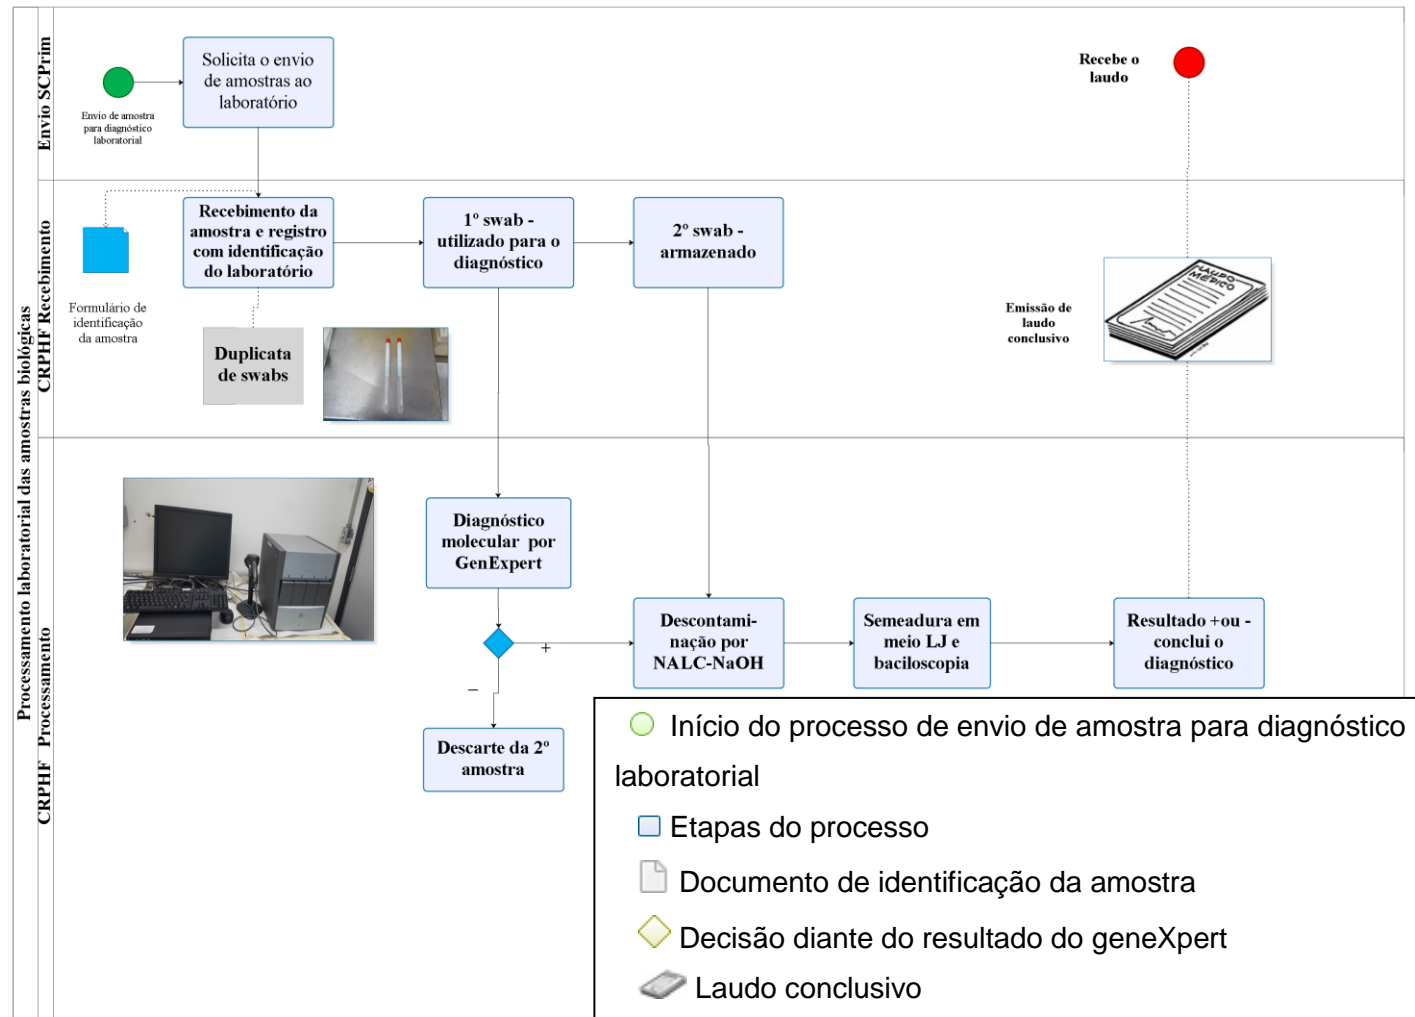 Processamento laboratorial das amostras biológicas
Envio SCPrim
Envio de amostra
para diagnóstico
laboratorial
Solicita o envio
de amostras ao
laboratório
Recebe o
laudo
CRPHF Recebimento
Formulário de
identificação
da amostra
Recebimento da
amostra e registro
com identificação
do laboratório
Duplicata
de swabs
1º swab -
utilizado para o
diagnóstico
2º swab -
armazenado
Emissão de
laudo
conclusivo
LAUDO
MÉDICO
CRPHF Processamento
Diagnóstico
molecular por
GenExpert
+
–
Descarte da 2º
amostra
Descontami-
nação por
NALC-NaOH
Semeadura em
meio LJ e
baciloscopia
Resultado +ou -
conclui o
diagnóstico
Início do processo de envio de amostra para diagnóstico
laboratorial
Etapas do processo
Documento de identificação da amostra
Decisão diante do resultado do geneXpert
Laudo conclusivo